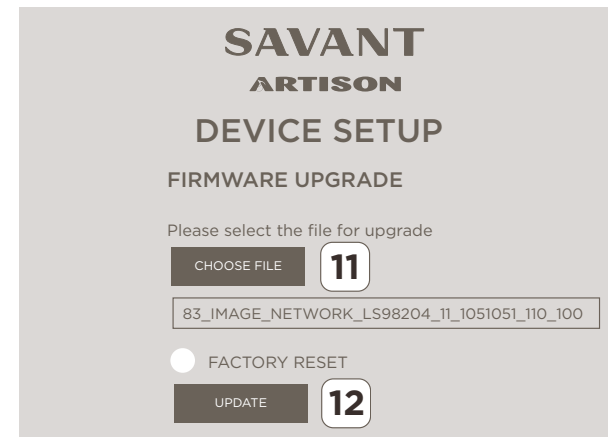 SAVANT
ARTISON
DEVICE SETUP
FIRMWARE UPGRADE
Please select the file for upgrade
CHOOSE FILE 11
83_IMAGE_NETWORK_LS98204_11_1051051_110_100
FACTORY RESET
UPDATE 12